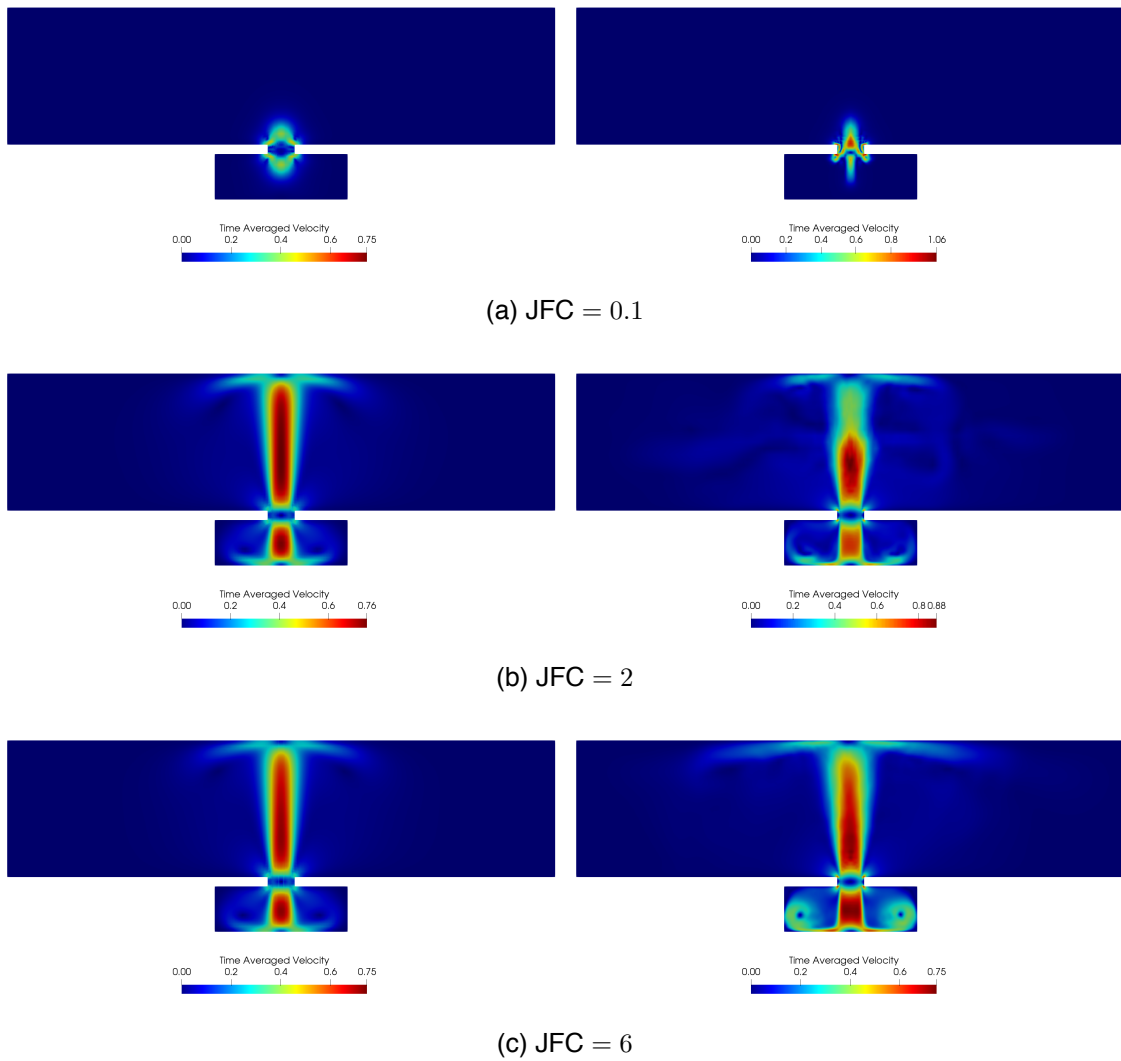 Time Averaged Velocity Time Averaged Velocity
0.00 0.2 0.4 0.6 0.75 0.00 0.2 0.4 0.6 0.8 1.06
(a) JFC = 0.1
Time Averaged Velocity Time Averaged Velocity
0.00 0.2 0.4 0.6 0.76 0.00 0.2 0.4 0.6 0.8 0.88
(b) JFC = 2
Time Averaged Velocity Time Averaged Velocity
0.00 0.2 0.4 0.6 0.75 0.00 0.2 0.4 0.6 0.75
(c) JFC = 6